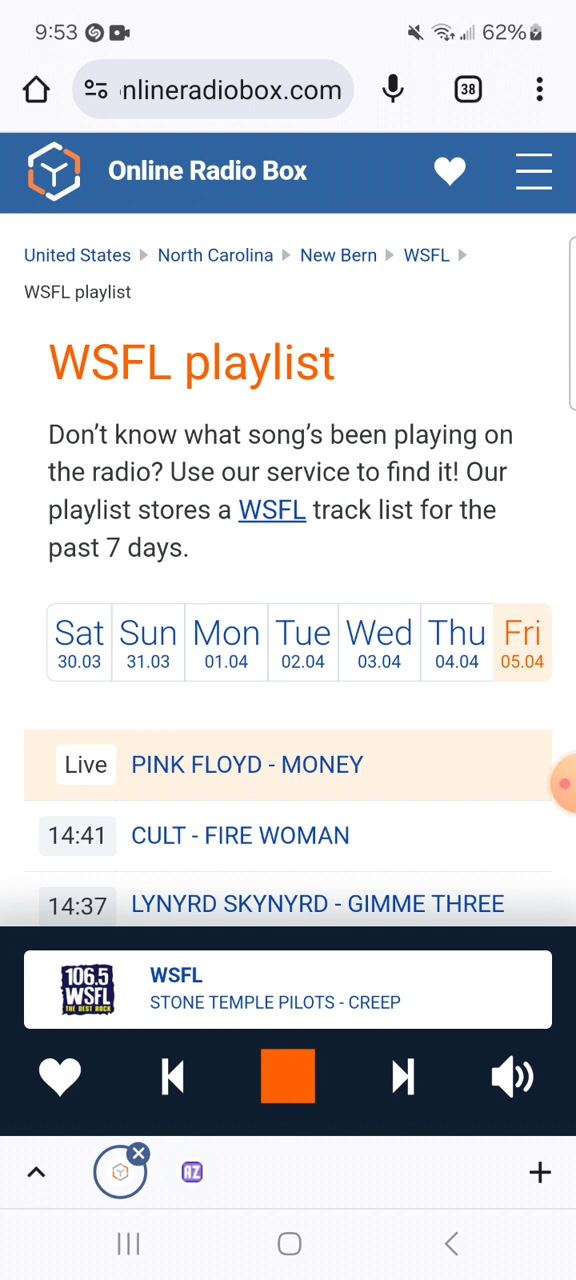 9:53
62%
nlineradiobox.com
38
Online Radio Box
United States North Carolina New Bern WSFL
WSFL playlist
WSFL playlist
Don’t know what song’s been playing on
the radio? Use our service to find it! Our
playlist stores a WSFL track list for the
past 7 days.
Sat Sun Mon Tue Wed Thu Fri
30.03 31.03 01.04 02.04 03.04 04.04 05.04
Live PINK FLOYD - MONEY
14:41 CULT - FIRE WOMAN
14:37 LYNYRD SKYNYRD - GIMME THREE
106.5
WSFL
THE BEST ROCK
WSFL
STONE TEMPLE PILOTS - CREEP
AZ